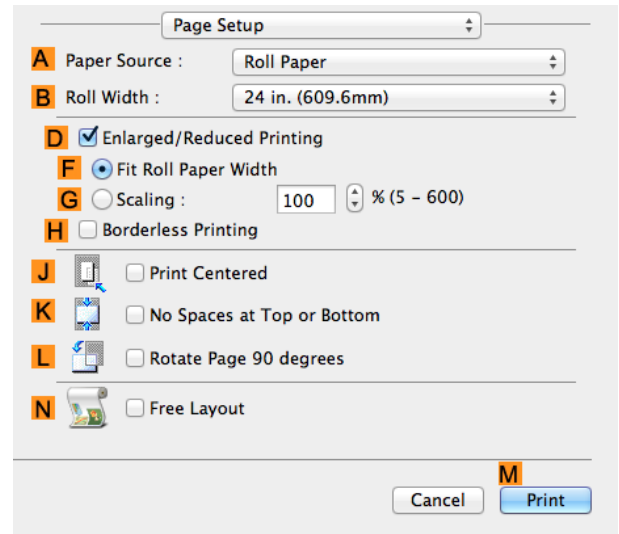 Page Setup
A Paper Source : Roll Paper
B Roll Width : 24 in. (609.6mm)
D Enlarged/Reduced Printing
F Fit Roll Paper Width
G Scaling : 100 % (5 - 600)
H Borderless Printing
J Print Centered
K No Spaces at Top or Bottom
L Rotate Page 90 degrees
N Free Layout
M
Cancel Print